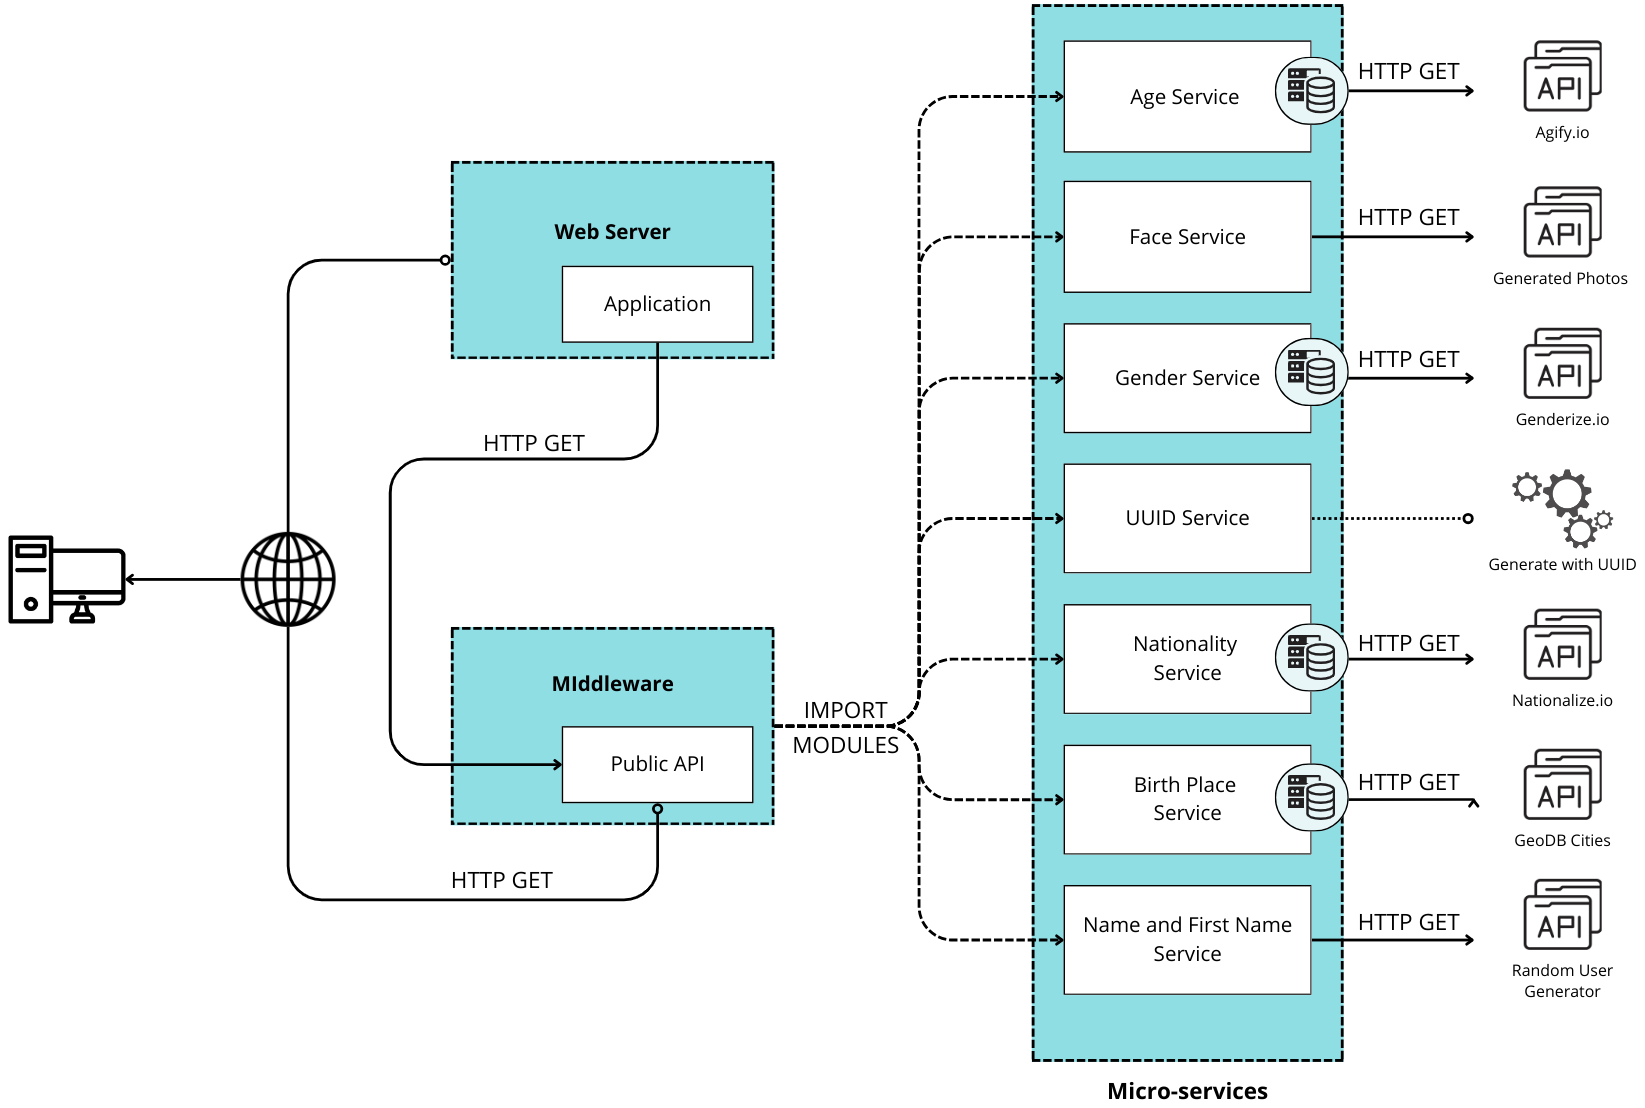 Web Server
Application
HTTP GET
MIddleware
Public API
HTTP GET
IMPORT
MODULES
Age Service
HTTP GET
API
Agify.io
Face Service
HTTP GET
API
Generated Photos
Gender Service
HTTP GET
API
Genderize.io
UUID Service
Generate with UUID
Nationality
Service
HTTP GET
API
Nationalize.io
Birth Place
Service
HTTP GET
API
GeoDB Cities
Name and First Name
Service
HTTP GET
API
Random User
Generator
Micro-services